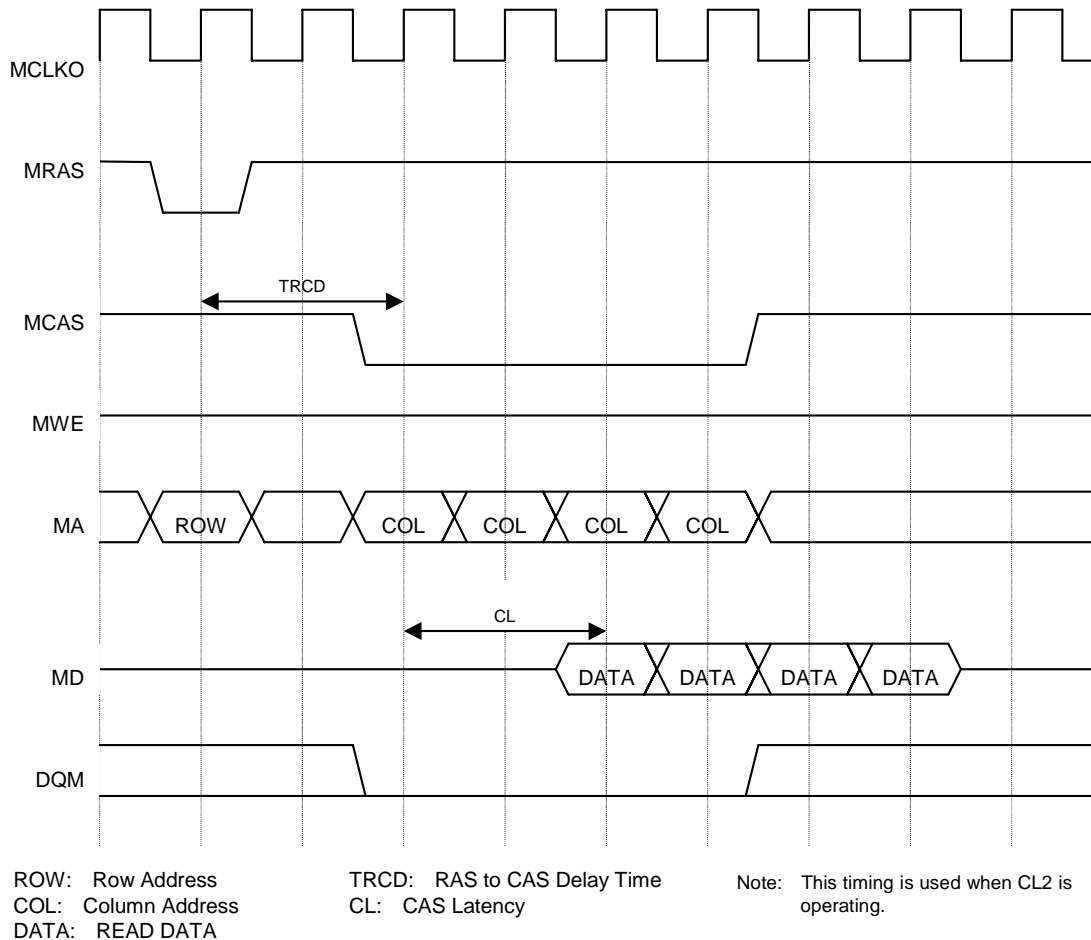 MCLKO
MRAS
TRCD
MCAS
MWE
MA ROW COL COL COL COL
CL
MD DATA DATA DATA DATA
DQM
ROW: Row Address TRCD: RAS to CAS Delay Time Note: This timing is used when CL2 is
COL: Column Address CL: CAS Latency operating.
DATA: READ DATA